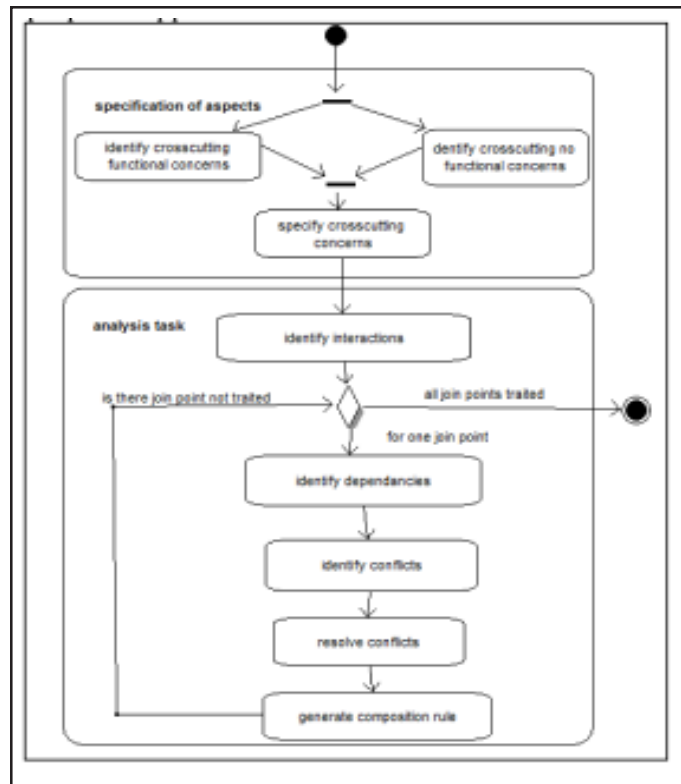 specification of aspects
identify crosscutting
functional concerns
dentify crosscutting no
functional concerns
specify crosscutting
concerns
analysis task
identify interactions
is there join point not traited
all join points traited
for one join point
identify dependancies
identify conflicts
resolve conflicts
generate composition rule